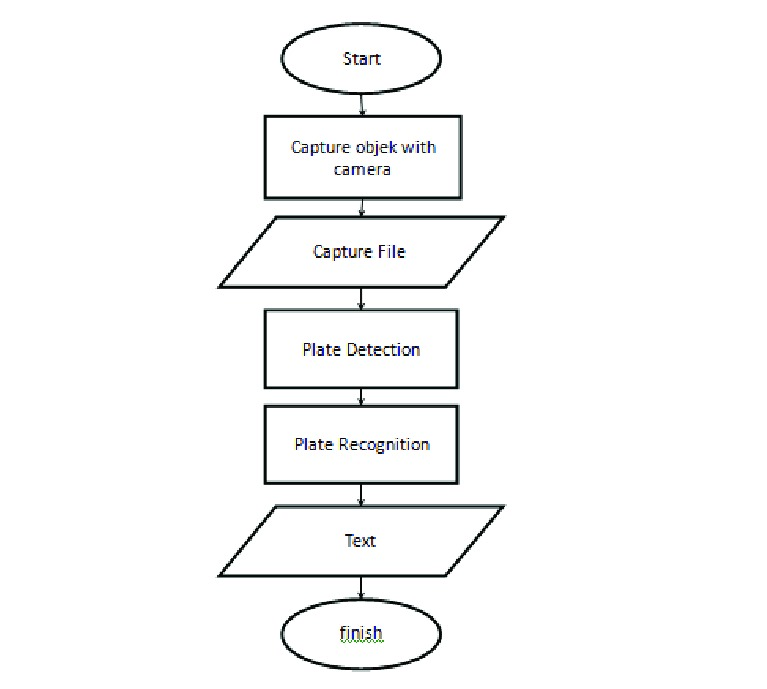 Start
Capture objek with
camera
Capture File
Plate Detection
Plate Recognition
Text
finish